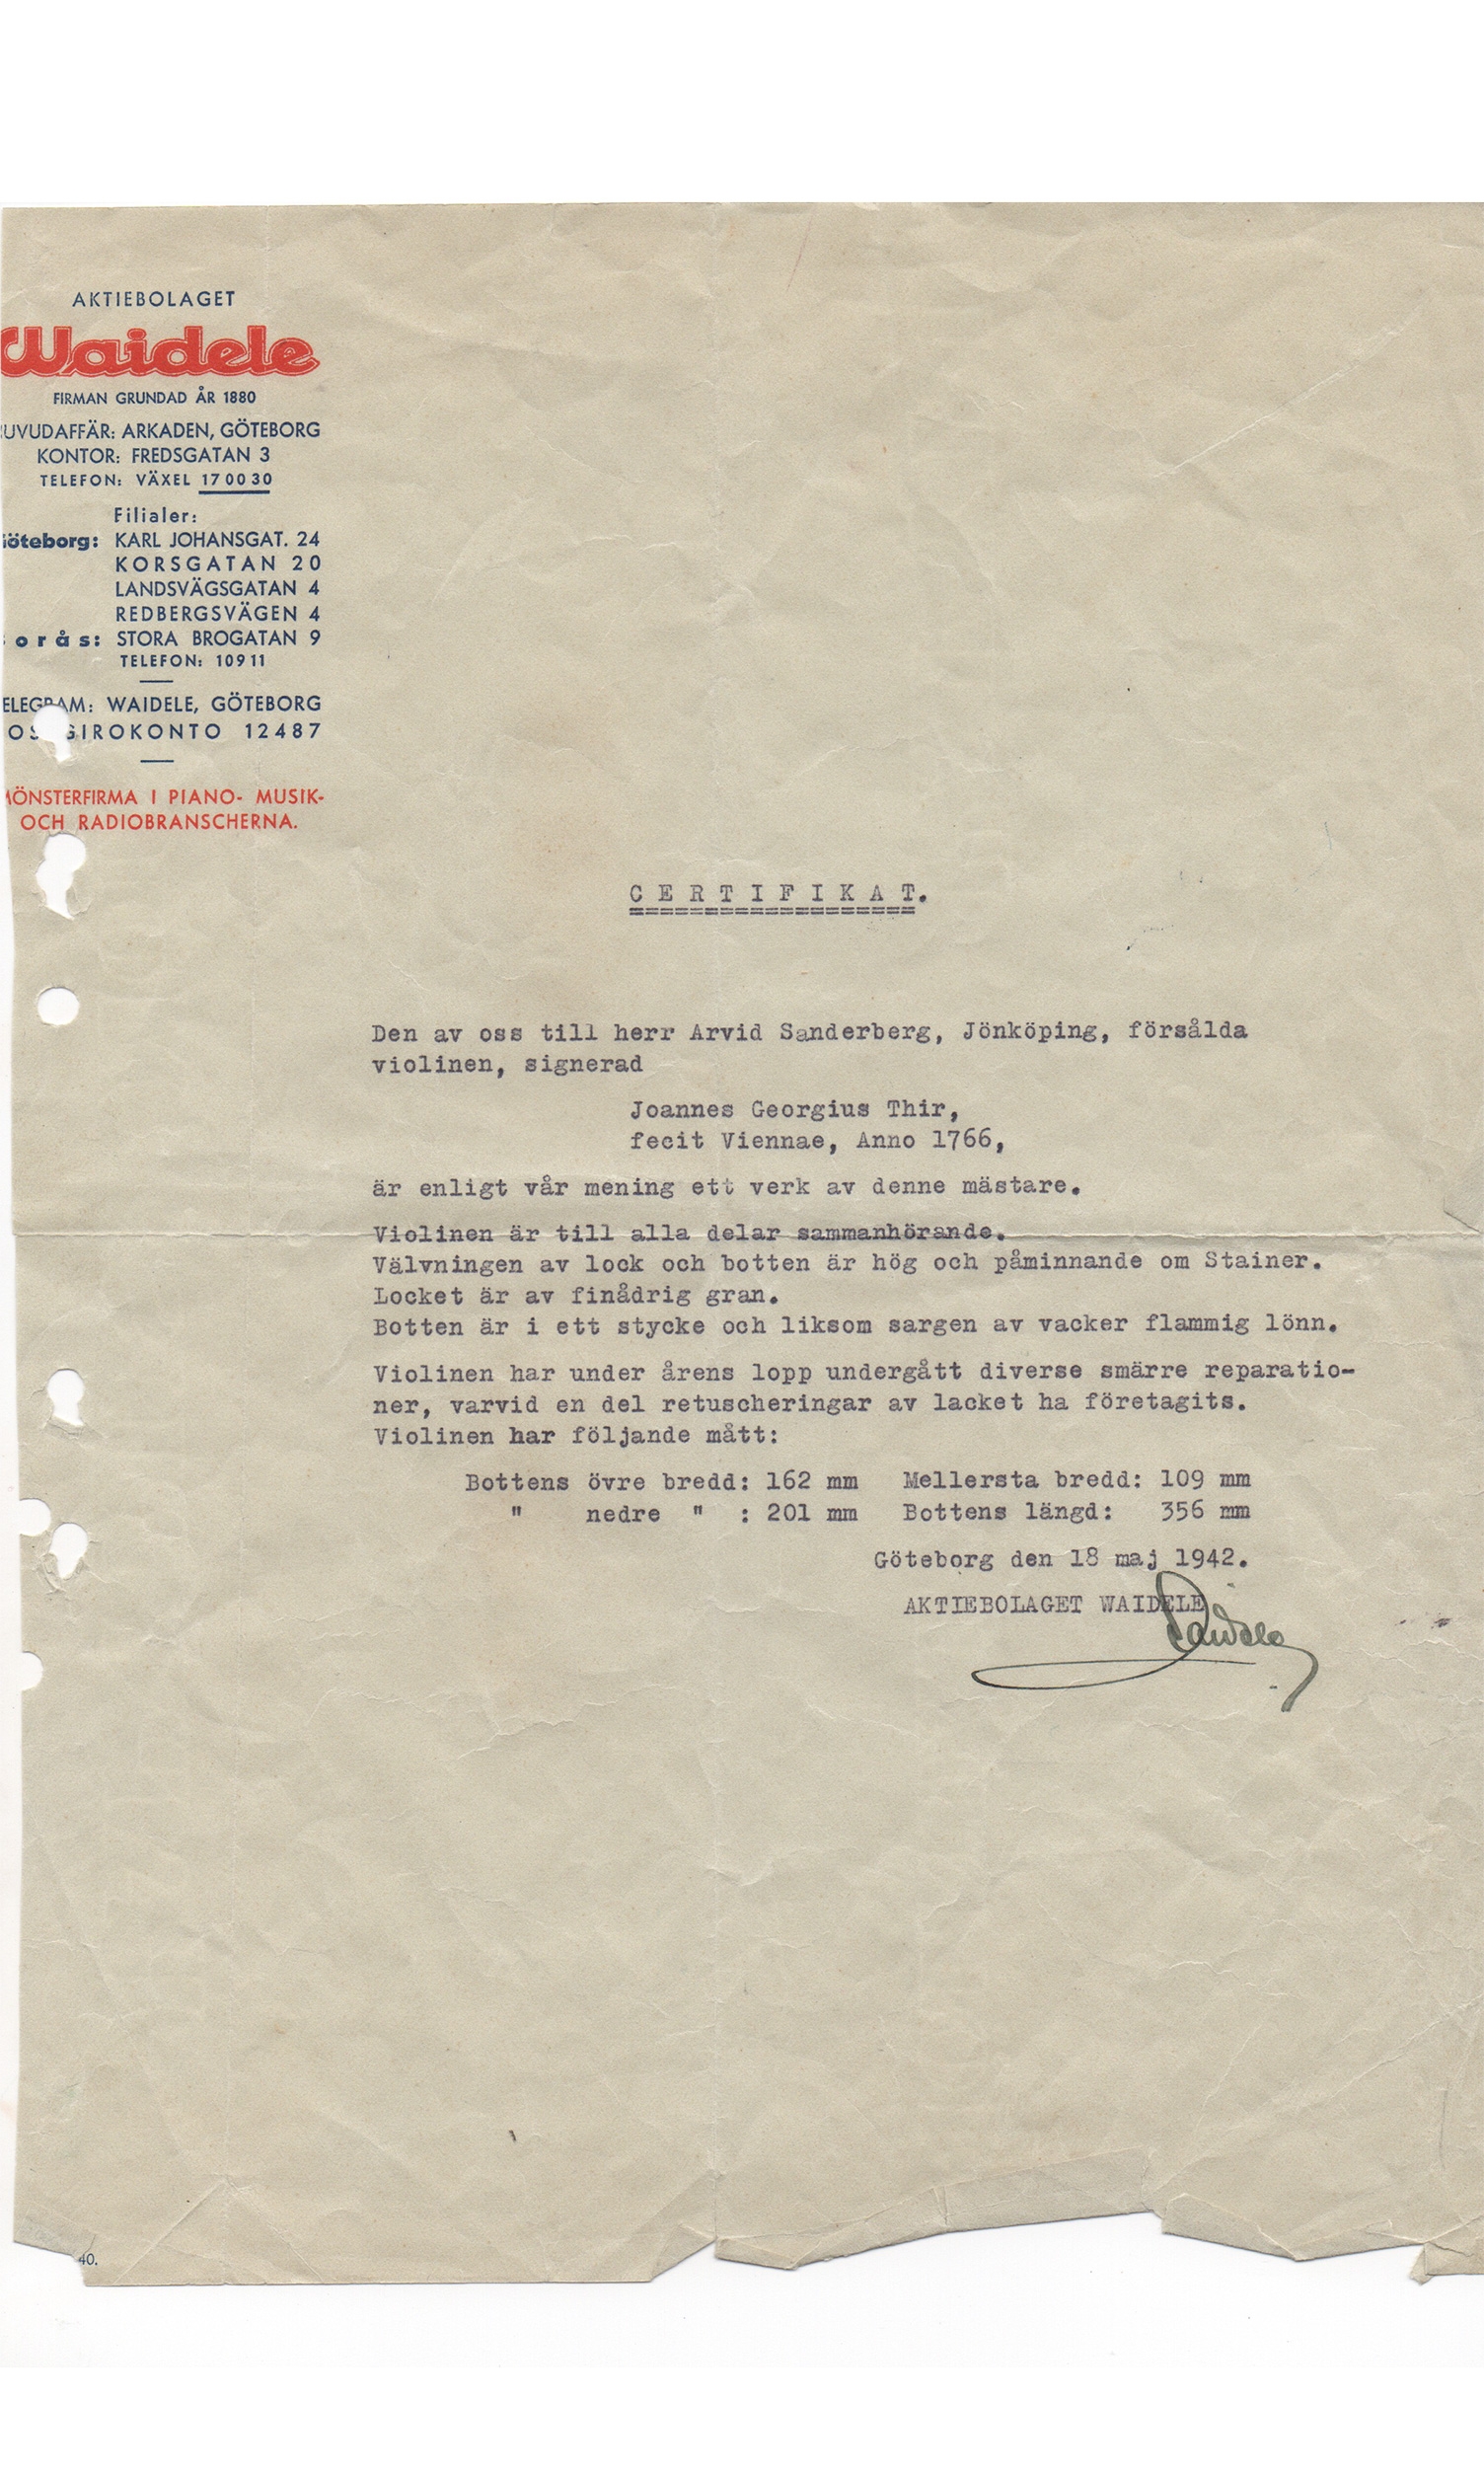 AKTIEBOLAGET
Waidele
FIRMAN GRUNDAD ÅR 1880
UVUDAFFÄR: ARKADEN, GÖTEBORG
KONTOR: FREDSGATAN 3
TELEFON: VÄXEL 17 00 30
Filialer:
öteborg: KARL JOHANSGAT. 24
KORSGATAN 20
LANDSVÄGSGATAN 4
REDBERGSVÄGEN 4
orås: STORA BROGATAN 9
TELEFON: 10911
ELEGRAM: WAIDELE, GÖTEBORG
OS GIROKONTO 12487
MÖNSTERFIRMA I PIANO- MUSIK-
OCH RADIOBRANSCHERNA.
CERTIFIKAT.
Den av oss till herr Arvid Sanderberg, Jönköping, försålda
violinen, signerad
Joannes Georgius Thir,
fecit Viennae, Anno 1766,
är enligt vår mening ett verk av denne mästare.
Violinen är till alla delar sammanhörande.
Välvningen av lock och botten är hög och påminnande om Stainer.
Locket är av finådrig gran.
Botten är i ett stycke och liksom sargen av vacker flammig lönn.
Violinen har under årens lopp undergått diverse smärre reparatio-
ner, varvid en del retuscheringar av lacket ha företagits.
Violinen har följande mått:
Bottens övre bredd: 162 mm Mellersta bredd: 109 mm
" nedre " : 201 mm Bottens längd: 356 mm
Göteborg den 18 maj 1942.
AKTIEBOLAGET WAIDELE
Waidele
40.